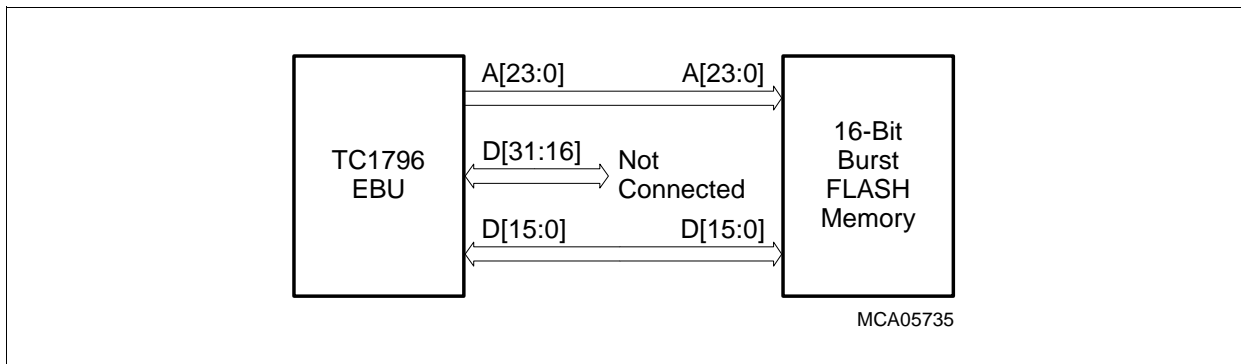 A[23:0] A[23:0]
TC1796
EBU
D[31:16]
Not
Connected
D[15:0] D[15:0]
16-Bit
Burst
FLASH
Memory
MCA05735